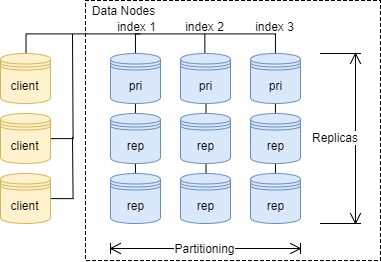 Data Nodes
index 1 index 2 index 3
client pri pri pri
client rep rep rep Replicas
client rep rep rep
Partitioning